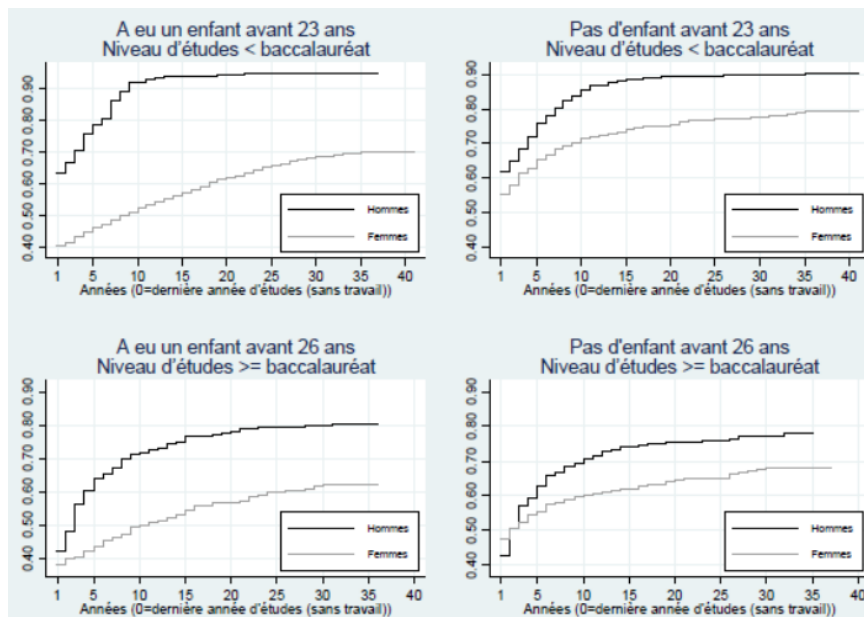 A eu un enfant avant 23 ans
Niveau d'études < baccalauréat
0.90
0.80
0.70
0.60
0.50
0.40
Hommes
Femmes
1 5 10 15 20 25 30 35 40
Années (0=dernière année d'études (sans travail))
Pas d'enfant avant 23 ans
Niveau d'études < baccalauréat
0.90
0.80
0.70
0.60
0.50
0.40
Hommes
Femmes
1 5 10 15 20 25 30 35 40
Années (0=dernière année d'études (sans travail))
A eu un enfant avant 26 ans
Niveau d'études >= baccalauréat
0.90
0.80
0.70
0.60
0.50
0.40
Hommes
Femmes
1 5 10 15 20 25 30 35 40
Années (0=dernière année d'études (sans travail))
Pas d'enfant avant 26 ans
Niveau d'études >= baccalauréat
0.90
0.80
0.70
0.60
0.50
0.40
Hommes
Femmes
1 5 10 15 20 25 30 35 40
Années (0=dernière année d'études (sans travail))